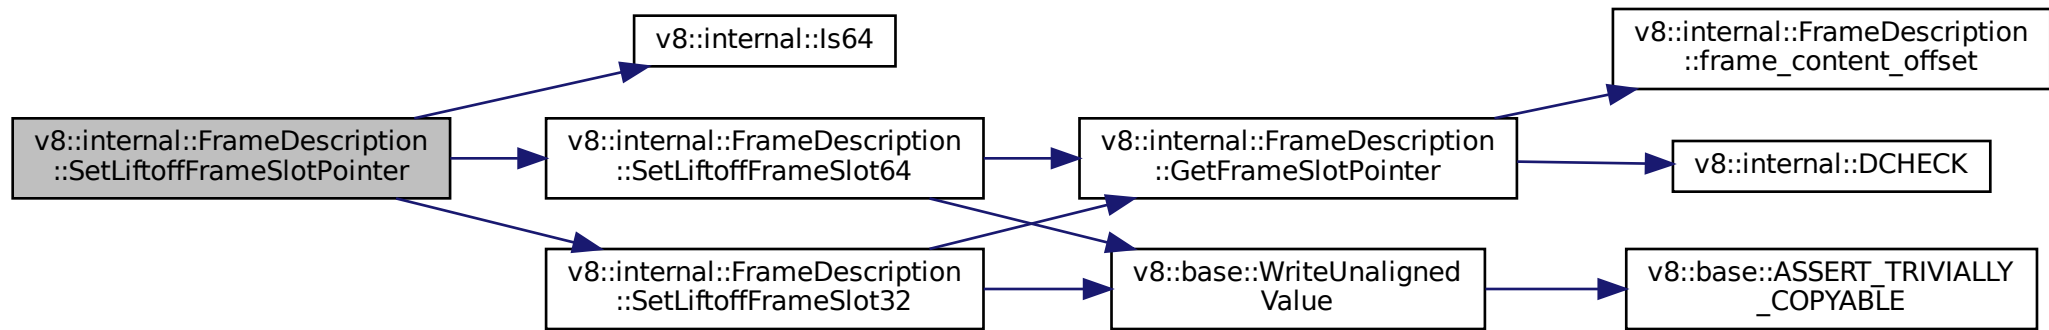 v8::internal::FrameDescription
::SetLiftoffFrameSlotPointer
v8::internal::Is64
v8::internal::FrameDescription
::SetLiftoffFrameSlot64
v8::internal::FrameDescription
::SetLiftoffFrameSlot32
v8::internal::FrameDescription
::GetFrameSlotPointer
v8::base::WriteUnaligned
Value
v8::internal::FrameDescription
::frame_content_offset
v8::internal::DCHECK
v8::base::ASSERT_TRIVIALLY
_COPYABLE